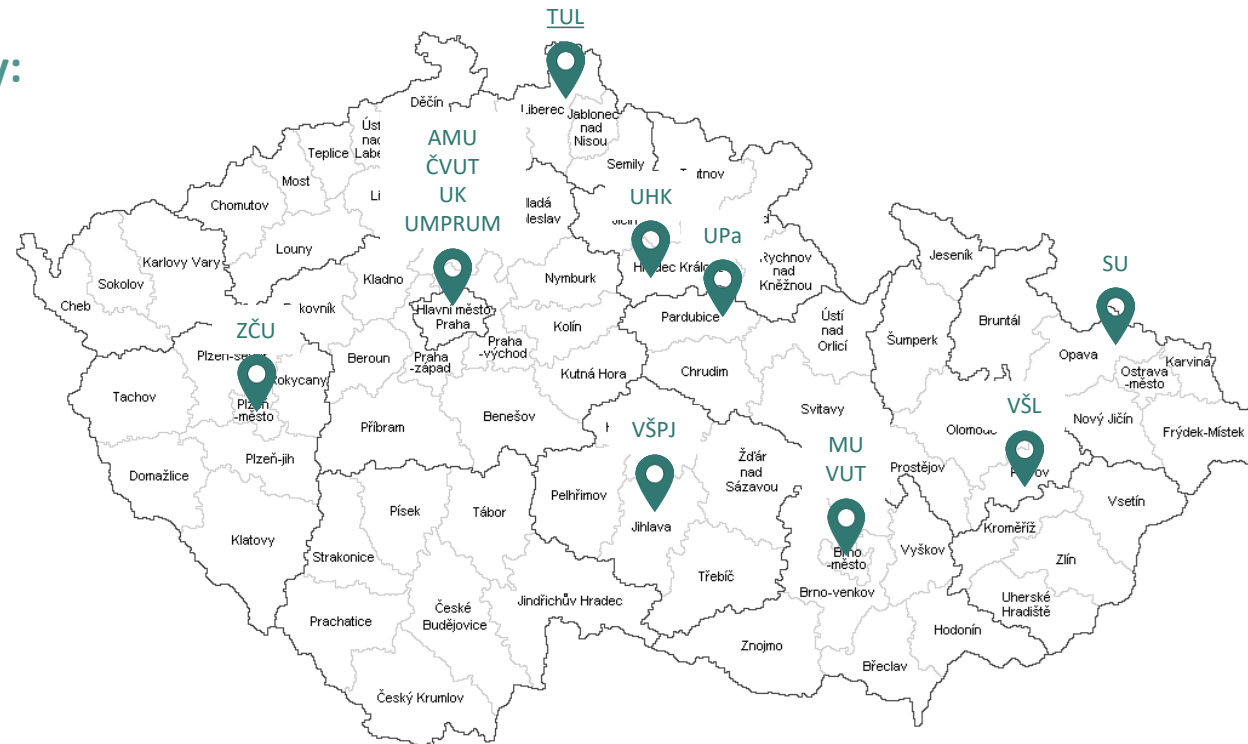 TUL
y:
Děčín
Liberec
Jablonec
nad
Nisou
AMU
ČVUT
UK
UMPRUM
Teplice
Most
Semily
Chomutov
UHK
UPa
Louny
Karlovy Vary
Rychnov
nad
Kněžnou
Jeseník
Sokolov
Cheb
Kladno
Nymburk
SU
Hlavní město
Praha
Pardubice
Ústí
nad
Orlicí
Bruntál
ZČU
Kolín
Šumperk
Opava
Karviná
Beroun
Praha
-západ
Praha
-východ
Chrudim
Ostrava
-město
Kutná Hora
Tachov
Plzeň
-město
Svitavy
VŠL
Nový Jičín
Příbram
Benešov
VŠPJ
MU
VUT
Olomouc
Frýdek-Místek
Plzeň-jih
Žďár
nad
Sázavou
Prostějov
Domažlice
Pelhřimov
Vsetín
Písek
Tábor
Jihlava
Kroměříž
Klatovy
Strakonice
Brno
-město
Vyškov
Zlín
Třebíč
Brno-venkov
Jindřichův Hradec
České
Budějovice
Uherské
Hradiště
Prachatice
Hodonín
Znojmo
Břeclav
Český Krumlov